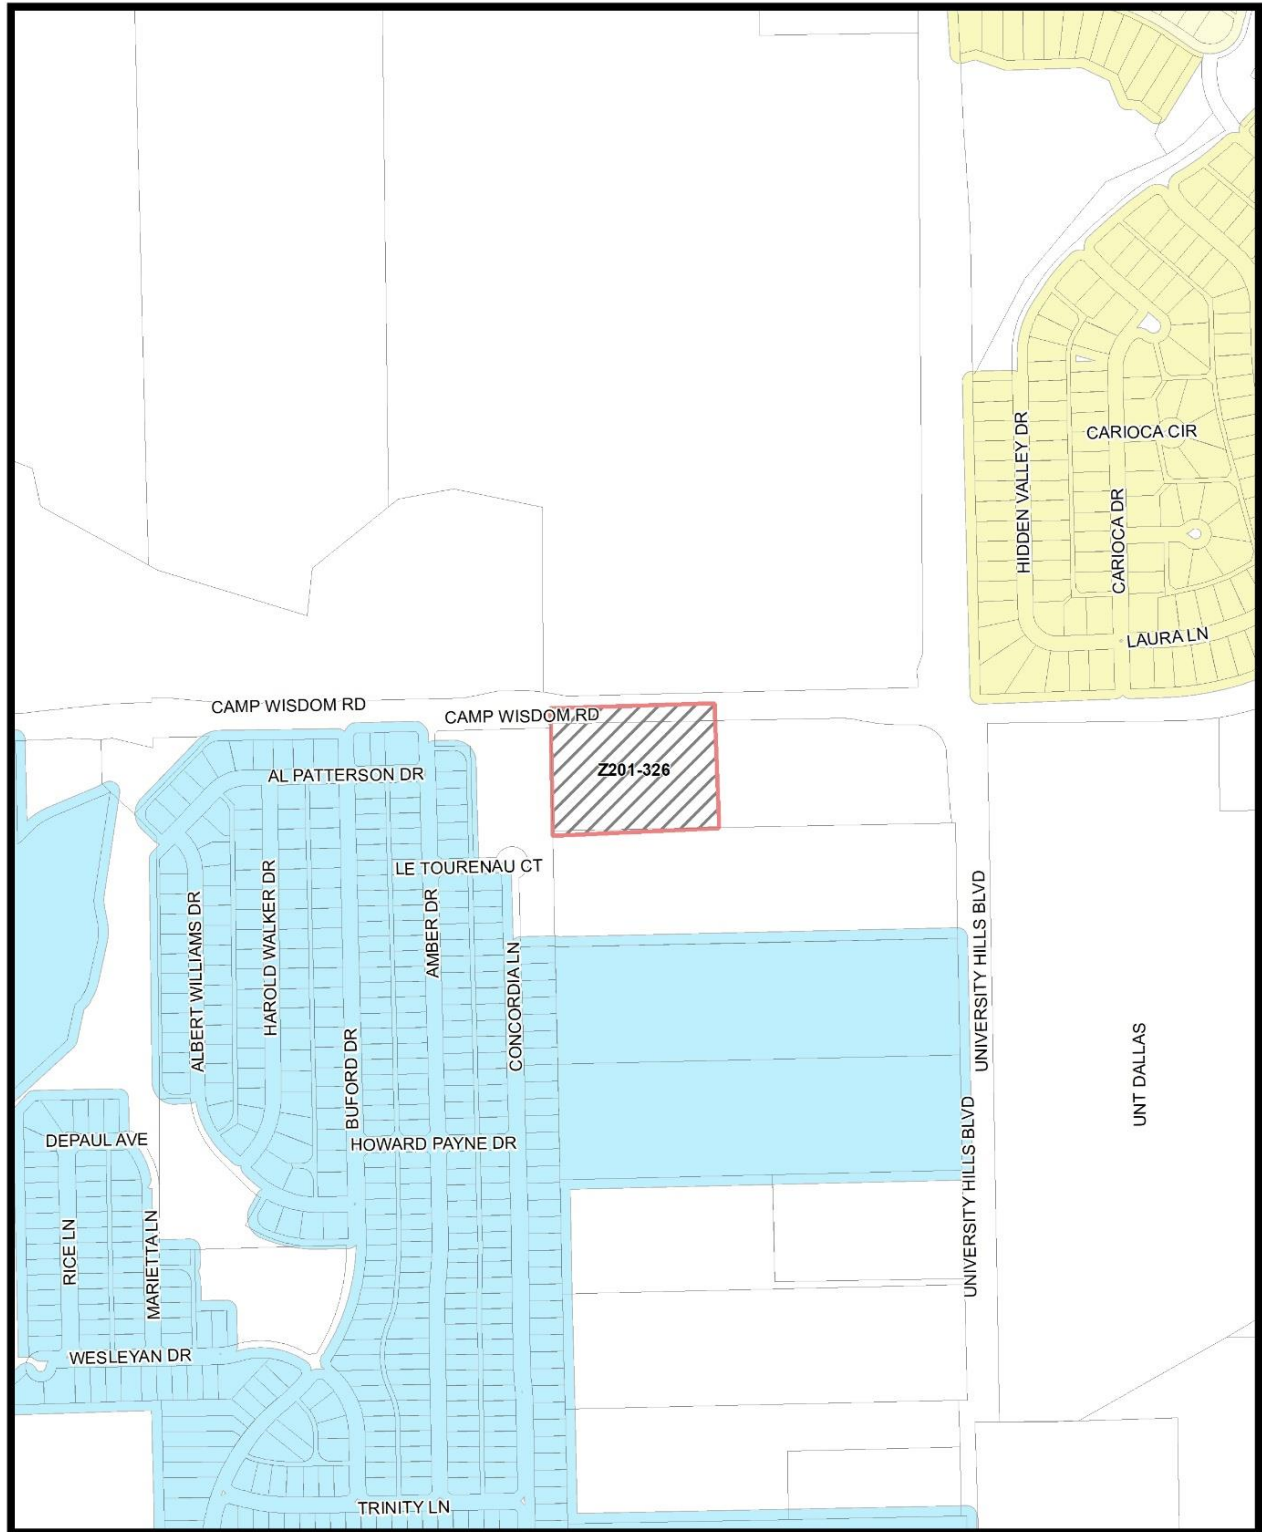 CARIOCA CIR
HIDDEN VALLEY DR
CARIOCA DR
LAURA LN
CAMP WISDOM RD
CAMP WISDOM RD
Z201-326
AL PATTERSON DR
LE TOURENAU CT
ALBERT WILLIAMS DR
HAROLD WALKER DR
AMBER DR
CONCORDIA LN
UNIVERSITY HILLS BLVD
BUFORD DR
UNT DALLAS
DEPAUL AVE
HOWARD PAYNE DR
UNIVERSITY HILLS BLVD
RICE LN
MARIETTA LN
WESLEYAN DR
TRINITY LN